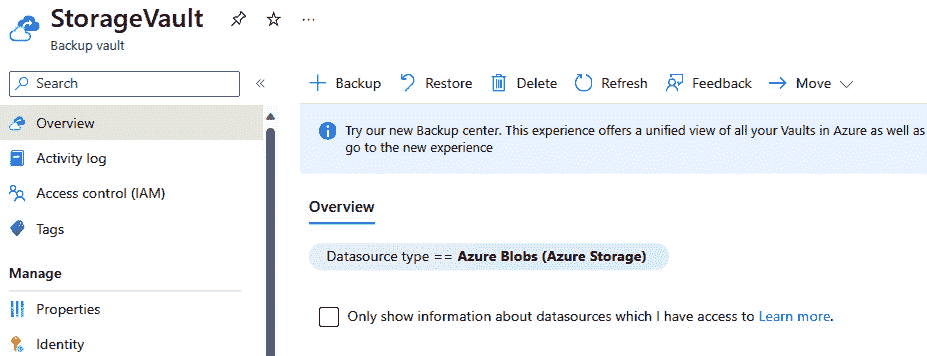 StorageVault
Backup vault
Search
Overview
Activity log
Access control (IAM)
Tags
Manage
Properties
Identity
Backup
Restore
Delete
Refresh
Feedback
Move
Try our new Backup center. This experience offers a unified view of all your Vaults in Azure as well as
go to the new experience
Overview
Datasource type == Azure Blobs (Azure Storage)
Only show information about datasources which I have access to Learn more.